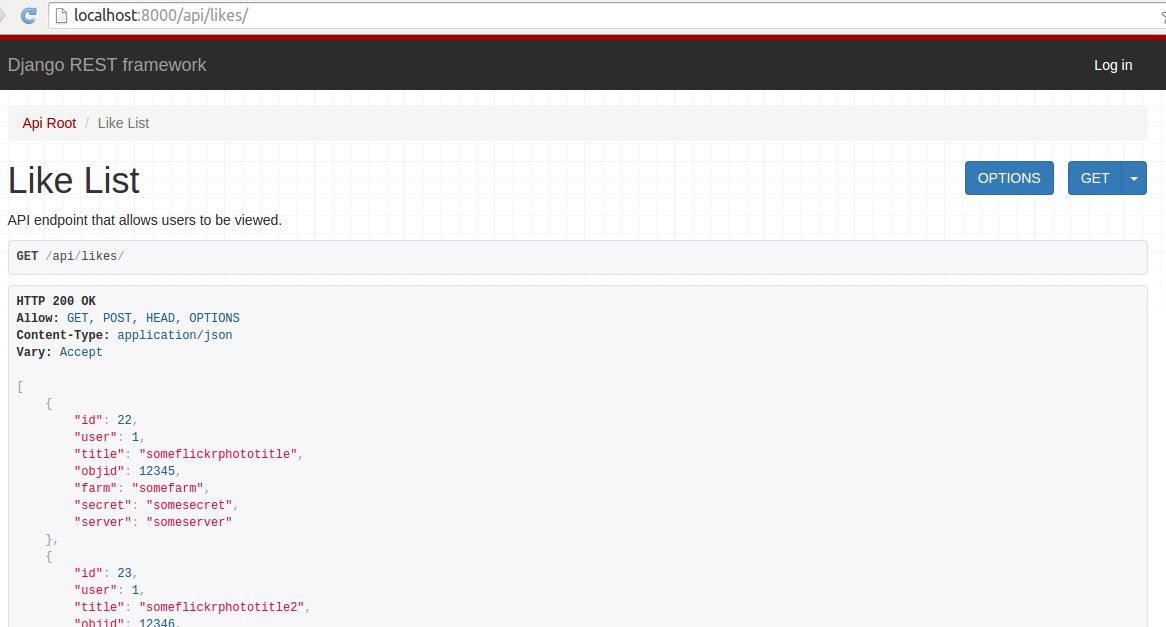 localhost:8000/api/likes/
Django REST framework
Log in
Api Root / Like List
Like List
OPTIONS
GET
API endpoint that allows users to be viewed.
GET /api/likes/
HTTP 200 OK
Allow: GET, POST, HEAD, OPTIONS
Content-Type: application/json
Vary: Accept
[
    {
        "id": 22,
        "user": 1,
        "title": "someflickrphototitle",
        "objid": 12345,
        "farm": "somefarm",
        "secret": "somesecret",
        "server": "someserver"
    },
    {
        "id": 23,
        "user": 1,
        "title": "someflickrphototitle2",
        "objid": 12346,